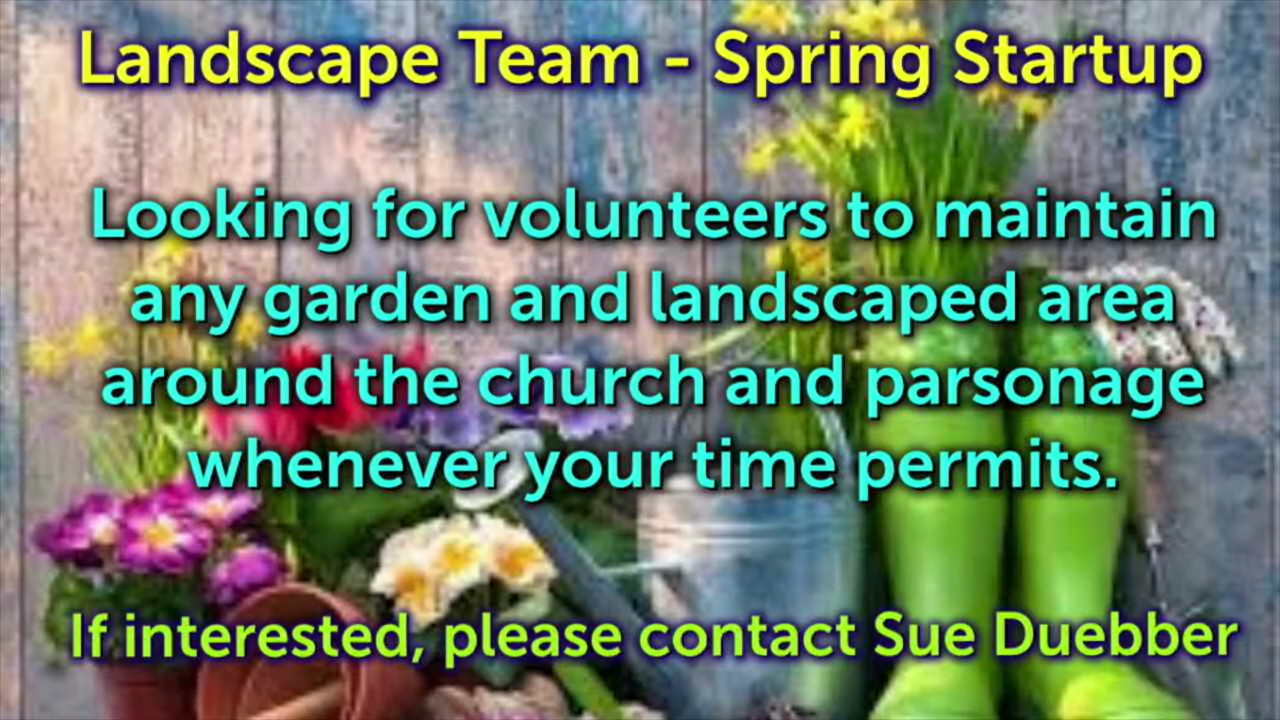 Landscape Team - Spring Startup
Looking for volunteers to maintain
any garden and landscaped area
around the church and parsonage
whenever your time permits.
If interested, please contact Sue Duebber